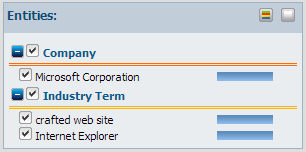 Entities:
Company
Microsoft Corporation
Industry Term
crafted web site
Internet Explorer